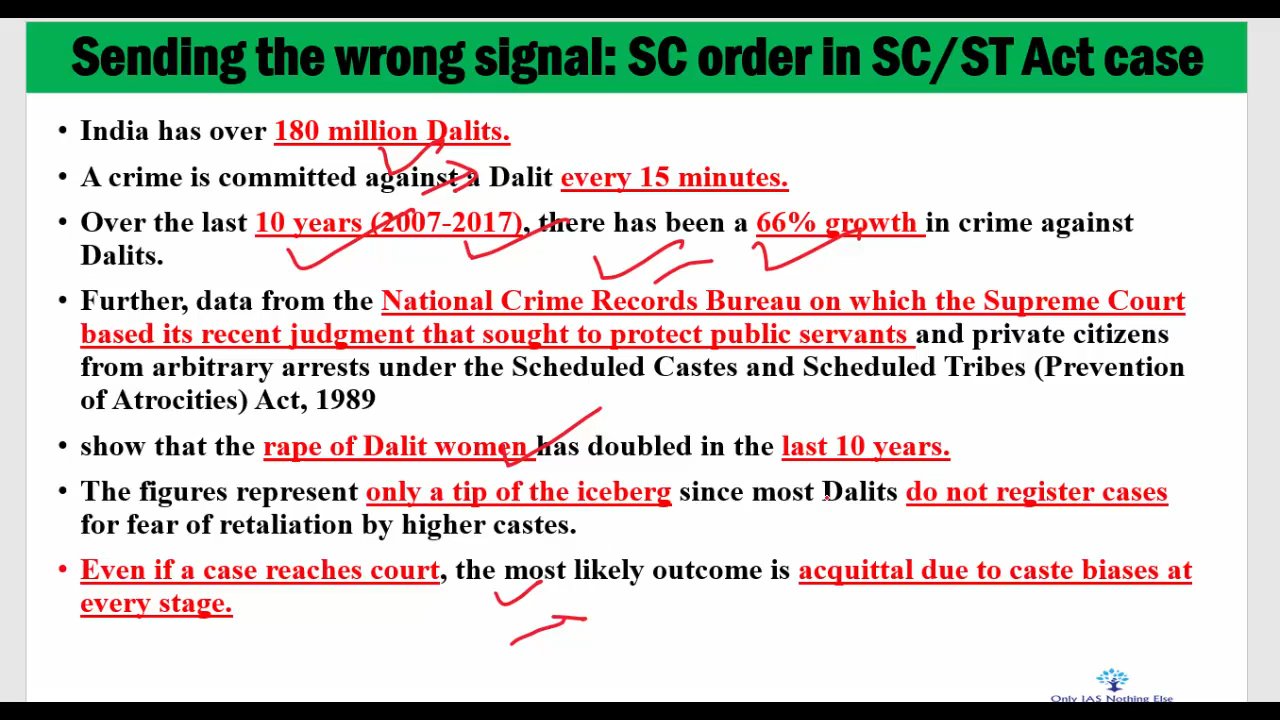 Sending the wrong signal: SC order in SC/ST Act case
• India has over 180 million Dalits.
• A crime is committed against a Dalit every 15 minutes.
• Over the last 10 years (2007-2017), there has been a 66% growth in crime against
Dalits.
• Further, data from the National Crime Records Bureau on which the Supreme Court
based its recent judgment that sought to protect public servants and private citizens
from arbitrary arrests under the Scheduled Castes and Scheduled Tribes (Prevention
of Atrocities) Act, 1989
• show that the rape of Dalit women has doubled in the last 10 years.
• The figures represent only a tip of the iceberg since most Dalits do not register cases
for fear of retaliation by higher castes.
• Even if a case reaches court, the most likely outcome is acquittal due to caste biases at
every stage.
Only IAS Nothing Else